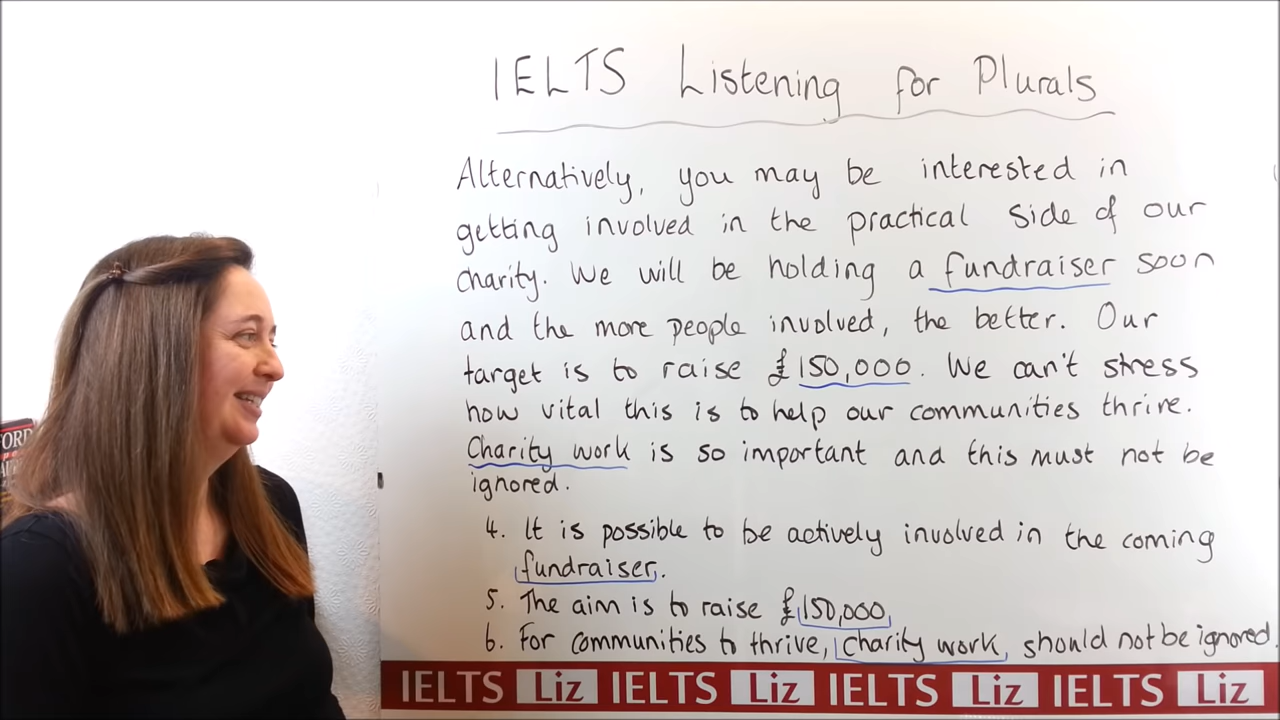 IELTS Listening for Plurals
Alternatively, you may be interested in
getting involved in the practical side of our
charity. We will be holding a fundraiser soon
and the more people involved, the better. Our
target is to raise £150,000. We can't stress
how vital this is to help our communities thrive.
Charity work is so important and this must not be
ignored.
4. It is possible to be actively involved in the coming
fundraiser.
5. The aim is to raise £150,000
6. For communities to thrive, charity work, should not be ignored.
IELTS Liz IELTS Liz IELTS Liz IELTS Liz